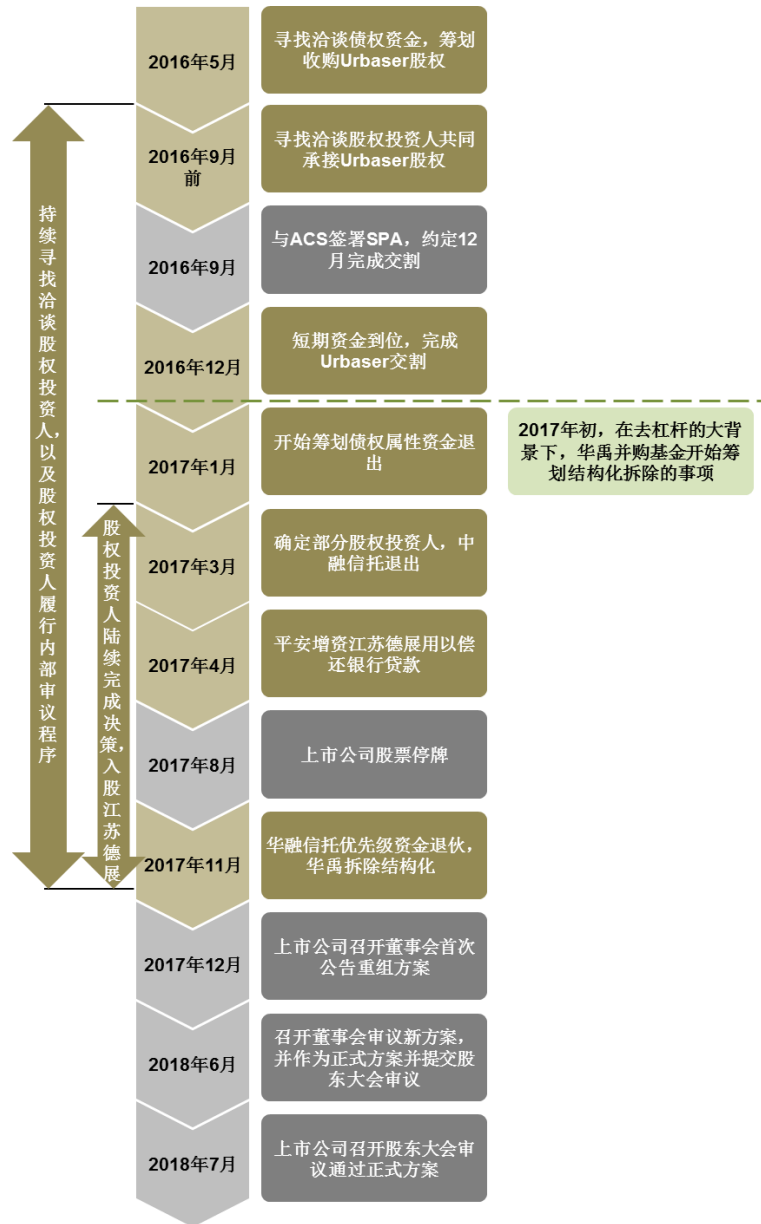 2016年5月
寻找洽谈债权资金，筹划
收购Urbaser股权
2016年9月
前
寻找洽谈股权投资人共同
承接Urbaser股权
2016年9月
与ACS签署SPA，约定12
月完成交割
2016年12月
短期资金到位，完成
Urbaser交割
2017年1月
开始筹划债权属性资金退
出
2017年初，在去杠杆的大背
景下，华禹并购基金开始筹
划结构化拆除的事项
2017年3月
确定部分股权投资人，中
融信托退出
2017年4月
平安增资江苏德展用以偿
还银行贷款
2017年8月
上市公司股票停牌
2017年11月
华融信托优先级资金退伙，
华禹拆除结构化
2017年12月
上市公司召开董事会首次
公告重组方案
2018年6月
召开董事会审议新方案，
并作为正式方案并提交股
东大会审议
2018年7月
上市公司召开股东大会审
议通过正式方案
持续寻找洽谈股权投资人，以及股权投资人履行内部审议程序
股权投资人陆续完成决策，入股江苏德展